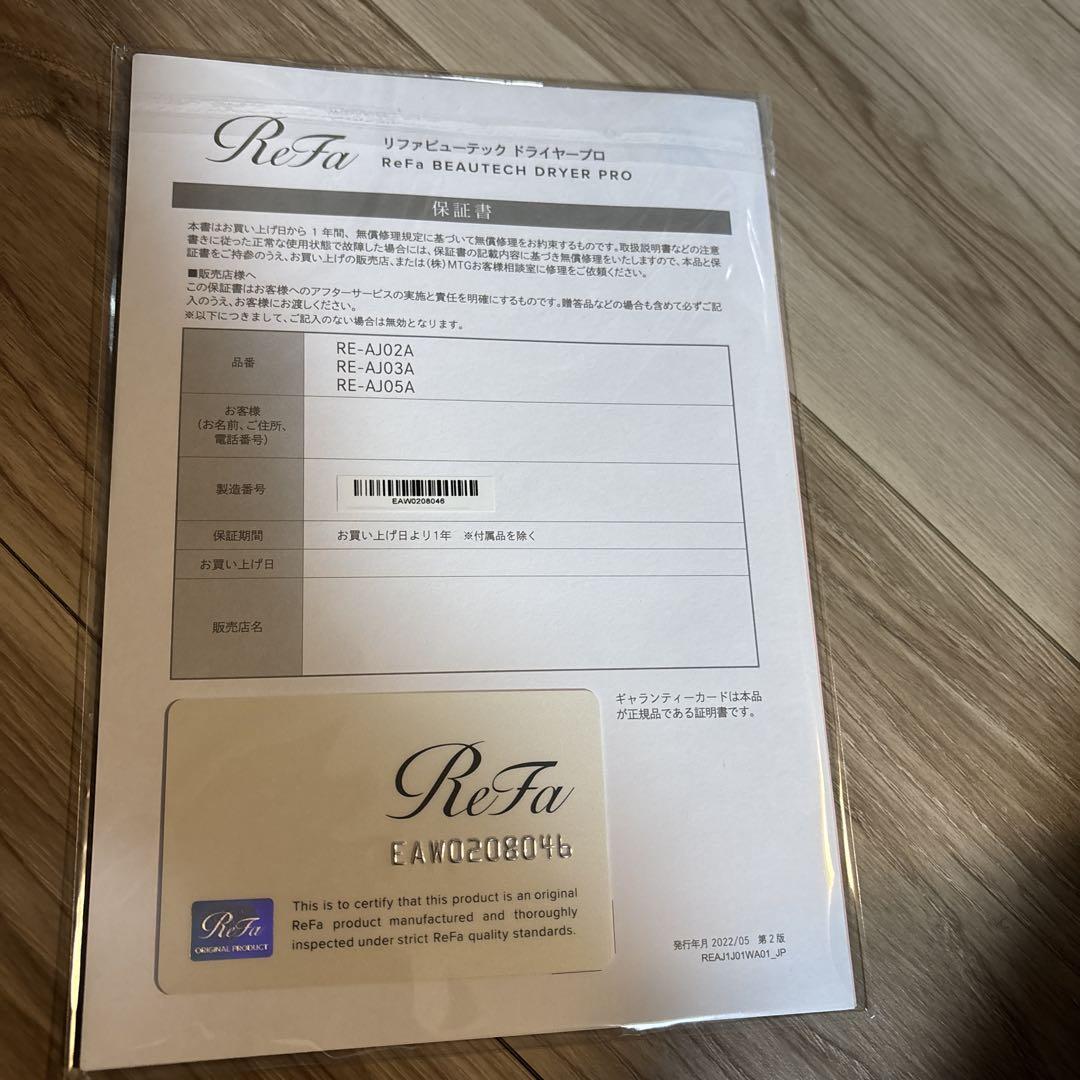 ReFa
リファビューテック ドライヤープロ
ReFa BEAUTECH DRYER PRO
保証書
本書はお買い上げ日から 1 年間、無償修理規定に基づいて無償修理をお約束するものです。取扱説明書などの注意
書きに従った正常な使用状態で故障した場合には、保証書の記載内容に基づき無償修理をいたしますので、本品と保
証書をご持参のうえ、お買い上げの販売店、または(株)MTGお客様相談室に修理をご依頼ください。
■販売店様へ
この保証書はお客様へのアフターサービスの実施と責任を明確にするものです。贈答品などの場合も含めて必ずご記
入のうえ、お客様にお渡しください。
※以下につきまして、ご記入のない場合は無効となります。
品番
RE-AJ02A
RE-AJ03A
RE-AJ05A
お客様
(お名前、ご住所、
電話番号)
製造番号
EAW0208046
保証期間
お買い上げ日より1年 ※付属品を除く
お買い上げ日
販売店名
ギャランティーカードは本品
が正規品である証明書です。
ReFa
EAW0208046
ReFa
ORIGINAL PRODUCT
This is to certify that this product is an original
ReFa product manufactured and thoroughly
inspected under strict ReFa quality standards.
発行年月 2022/05 第2版
REAJ1J01WA01_JP